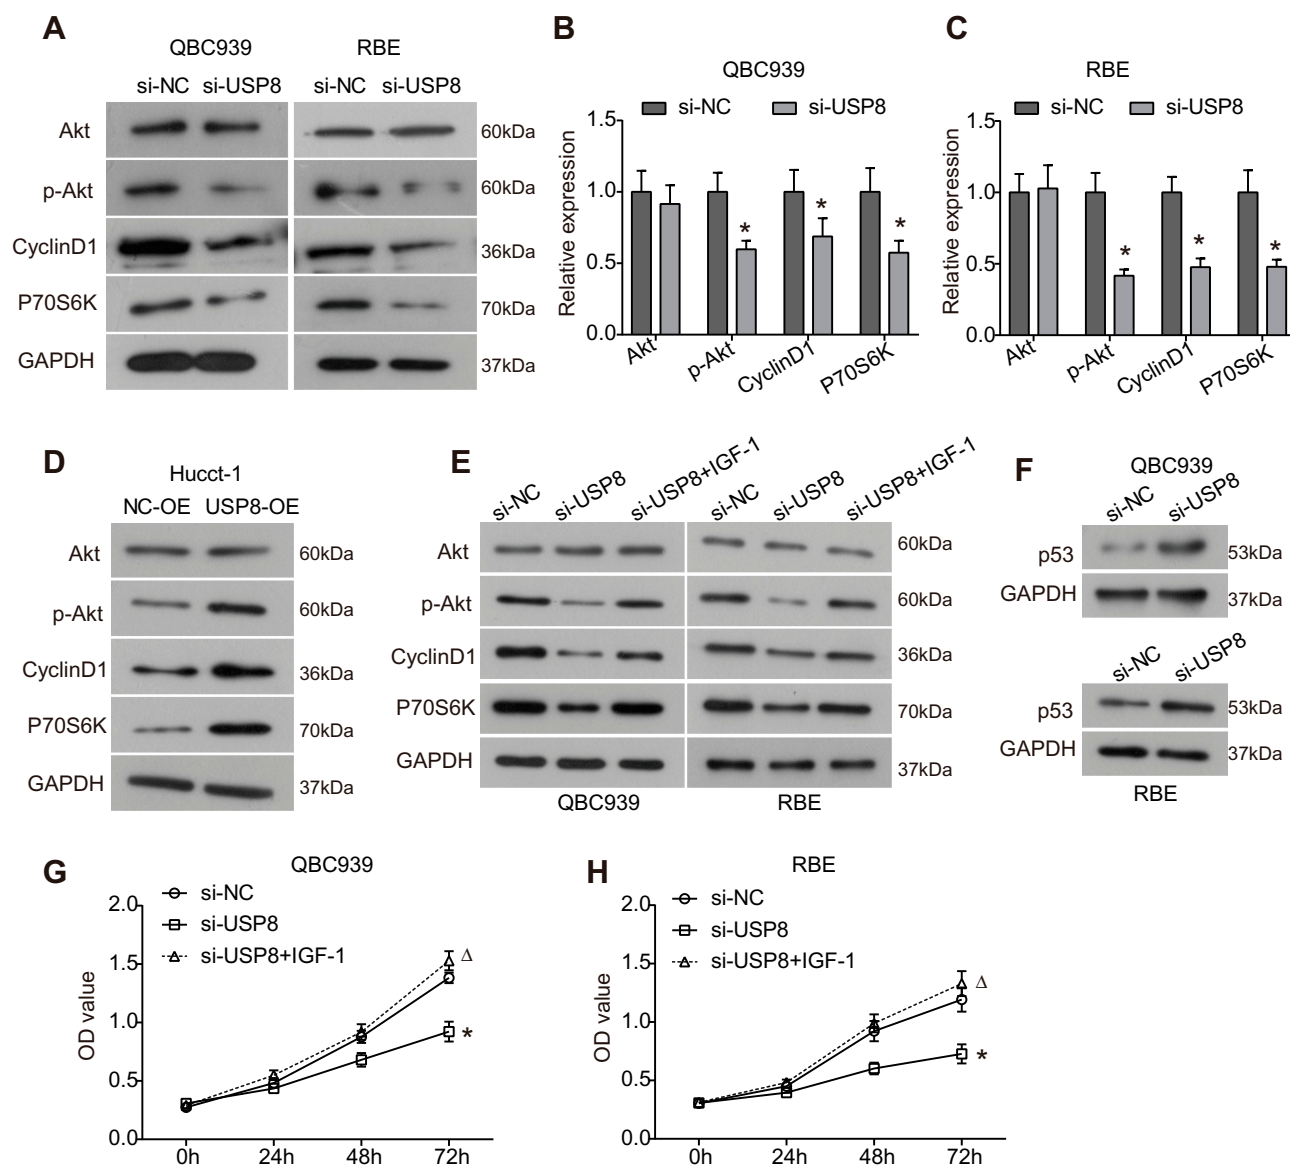 A
QBC939 RBE
si-NC si-USP8 si-NC si-USP8
Akt 60kDa
p-Akt 60kDa
CyclinD1 36kDa
P70S6K 70kDa
GAPDH 37kDa
B
QBC939
si-NC si-USP8
Relative expression
1.5
1.0
0.5
0.0
Akt p-Akt CyclinD1 P70S6K
* * *
C
RBE
si-NC si-USP8
Relative expression
1.5
1.0
0.5
0.0
Akt p-Akt CyclinD1 P70S6K
* * *
D
Hucct-1
NC-OE USP8-OE
Akt 60kDa
p-Akt 60kDa
CyclinD1 36kDa
P70S6K 70kDa
GAPDH 37kDa
E
si-NC si-USP8 si-USP8+IGF-1 si-NC si-USP8 si-USP8+IGF-1
Akt 60kDa
p-Akt 60kDa
CyclinD1 36kDa
P70S6K 70kDa
GAPDH 37kDa
QBC939 RBE
F
QBC939
si-NC si-USP8
p53 53kDa
GAPDH 37kDa
si-NC si-USP8
p53 53kDa
GAPDH 37kDa
RBE
G
QBC939
si-NC
si-USP8
si-USP8+IGF-1
OD value
2.0
1.5
1.0
0.5
0.0
0h 24h 48h 72h
Δ
*
H
RBE
si-NC
si-USP8
si-USP8+IGF-1
OD value
2.0
1.5
1.0
0.5
0.0
0h 24h 48h 72h
Δ
*